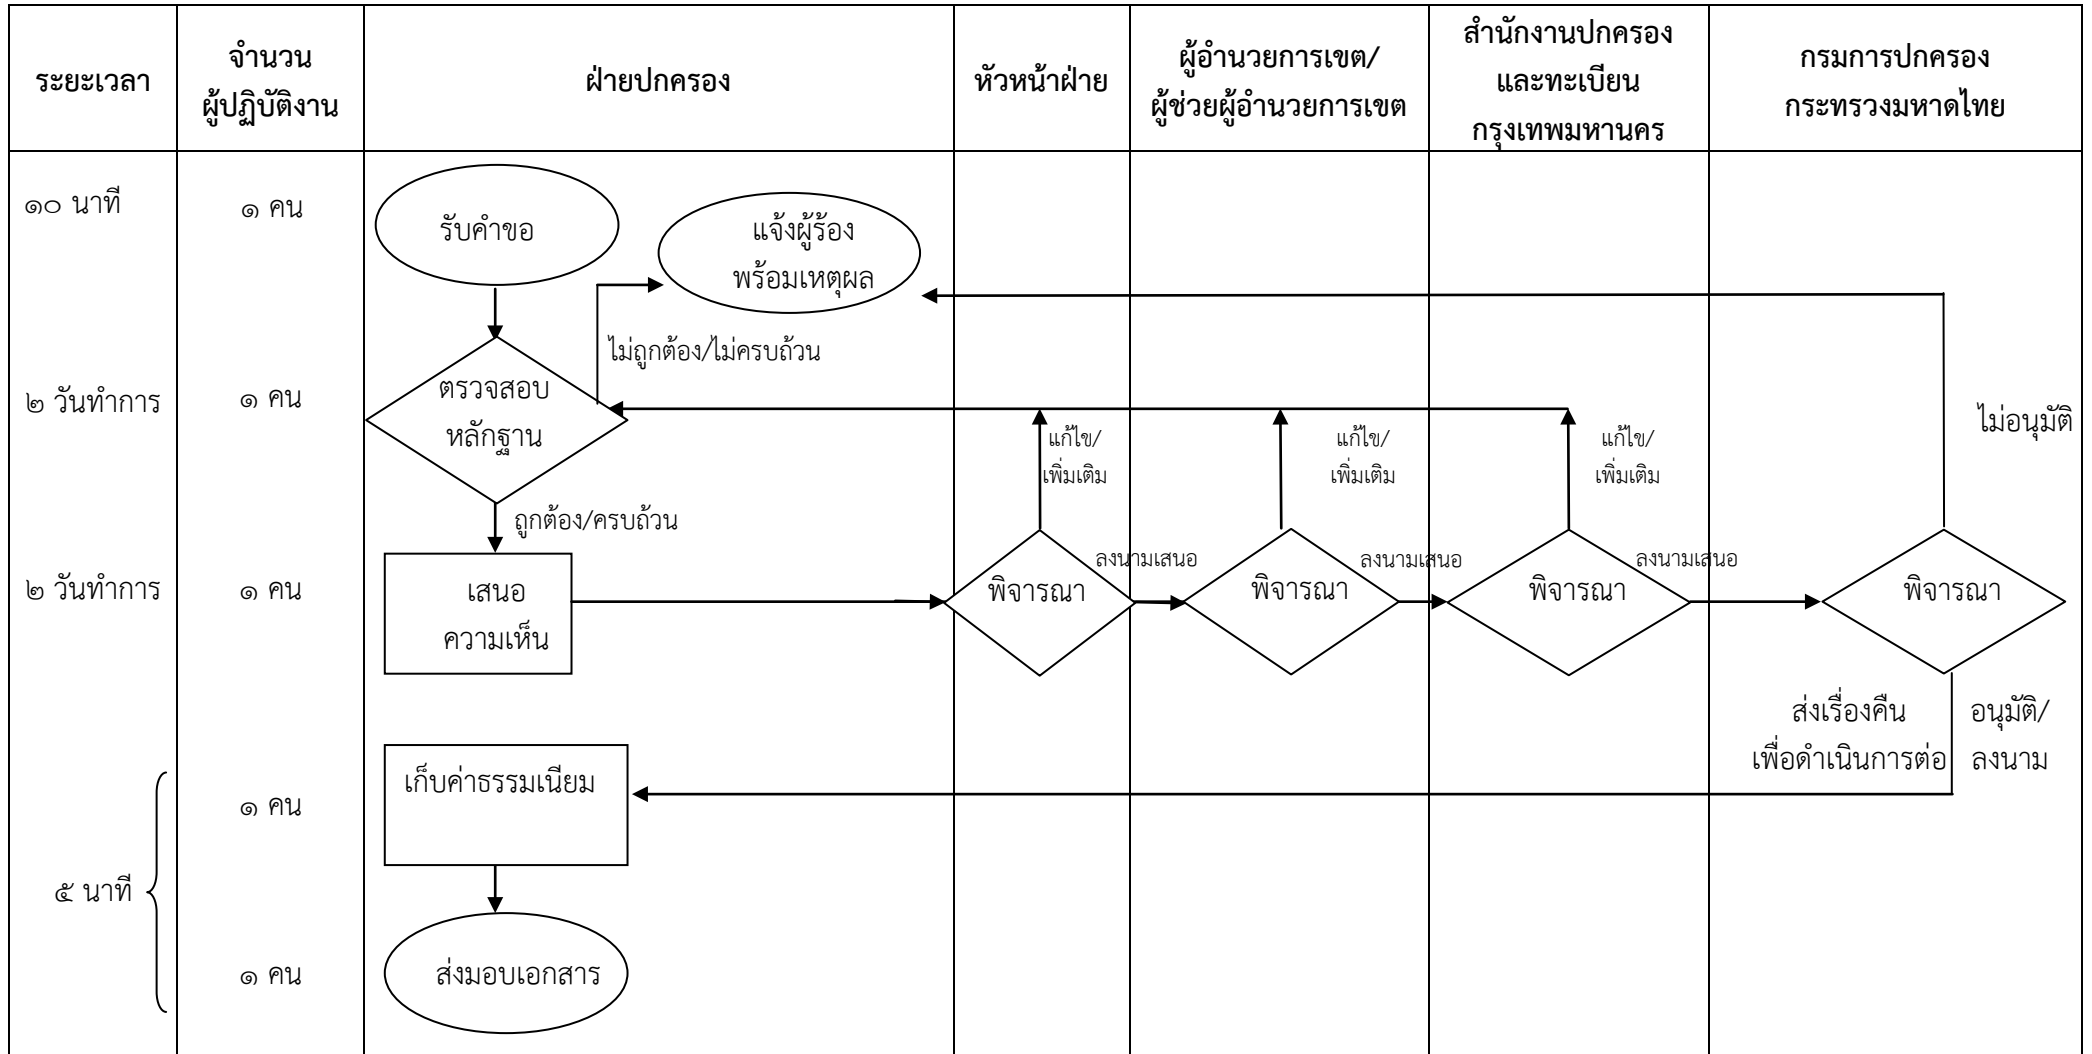 ระยะเวลา
จำนวน
ผู้ปฏิบัติงาน
ฝ่ายปกครอง
หัวหน้าฝ่าย
ผู้อำนวยการเขต/
ผู้ช่วยผู้อำนวยการเขต
สำนักงานปกครอง
และทะเบียน
กรุงเทพมหานคร
กรมการปกครอง
กระทรวงมหาดไทย
๑๐ นาที
๑ คน
รับคำขอ
แจ้งผู้ร้อง
พร้อมเหตุผล
ไม่ถูกต้อง/ไม่ครบถ้วน
๒ วันทำการ
๑ คน
ตรวจสอบ
หลักฐาน
แก้ไข/
เพิ่มเติม
แก้ไข/
เพิ่มเติม
แก้ไข/
เพิ่มเติม
ไม่อนุมัติ
ถูกต้อง/ครบถ้วน
๒ วันทำการ
๑ คน
เสนอ
ความเห็น
พิจารณา
ลงนามเสนอ
พิจารณา
ลงนามเสนอ
พิจารณา
ลงนามเสนอ
พิจารณา
ส่งเรื่องคืน
เพื่อดำเนินการต่อ
อนุมัติ/
ลงนาม
๕ นาที
๑ คน
เก็บค่าธรรมเนียม
๑ คน
ส่งมอบเอกสาร